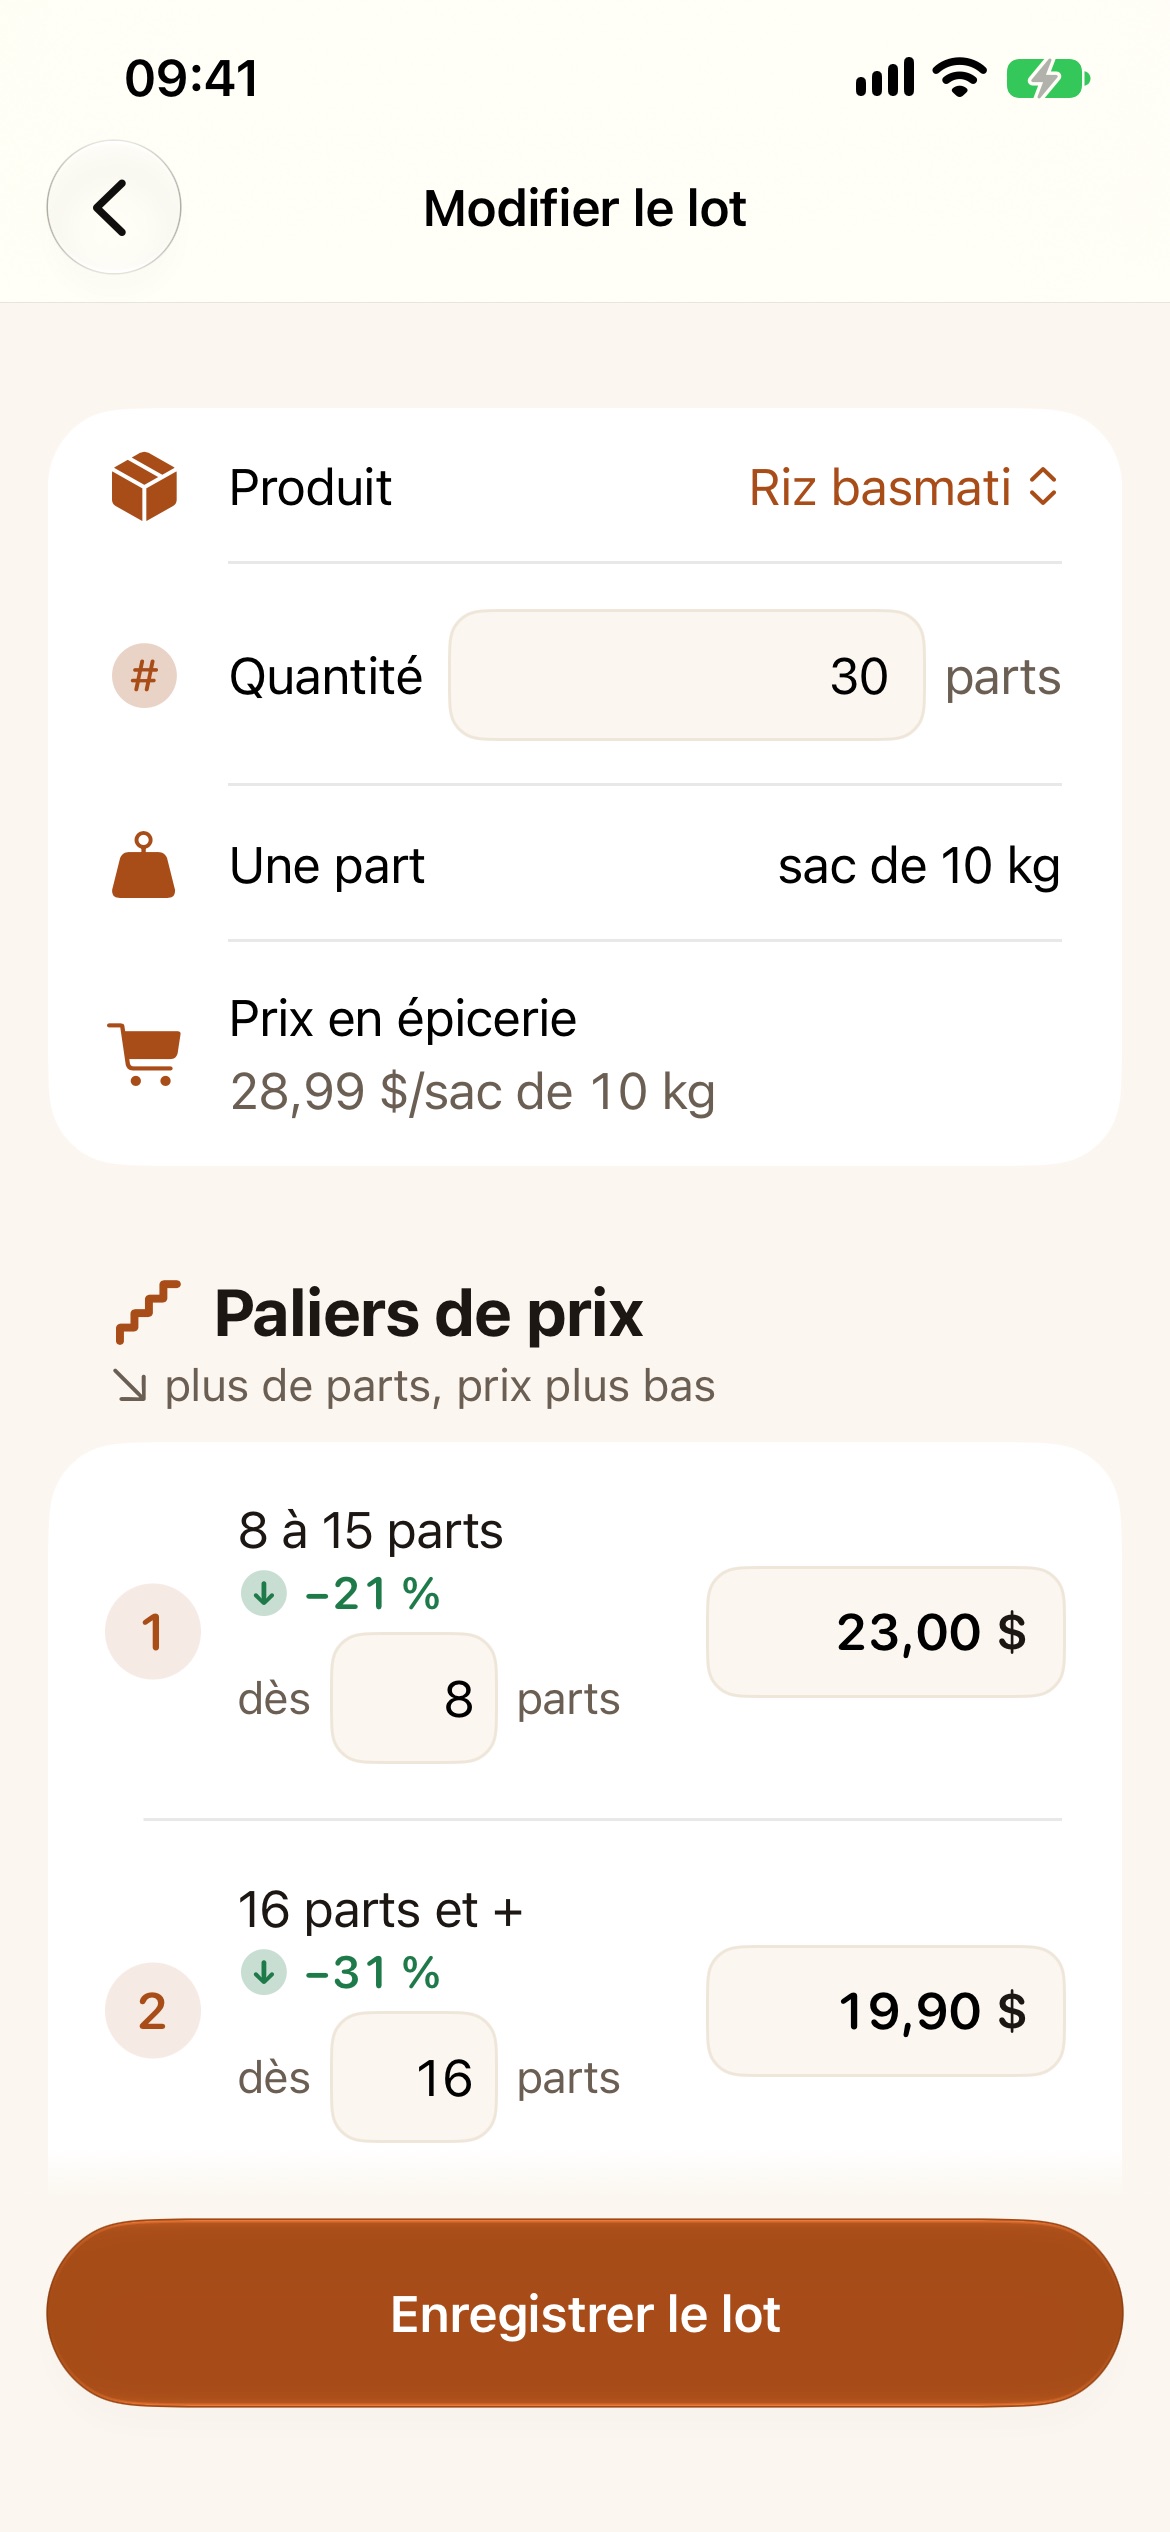 09:41
Modifier le lot
Produit
Riz basmati
# Quantité
30 parts
Une part
sac de 10 kg
Prix en épicerie
28,99 $/sac de 10 kg
Paliers de prix
↘ plus de parts, prix plus bas
1
8 à 15 parts
↓ −21 %
dès 8 parts
23,00 $
2
16 parts et +
↓ −31 %
dès 16 parts
19,90 $
Enregistrer le lot